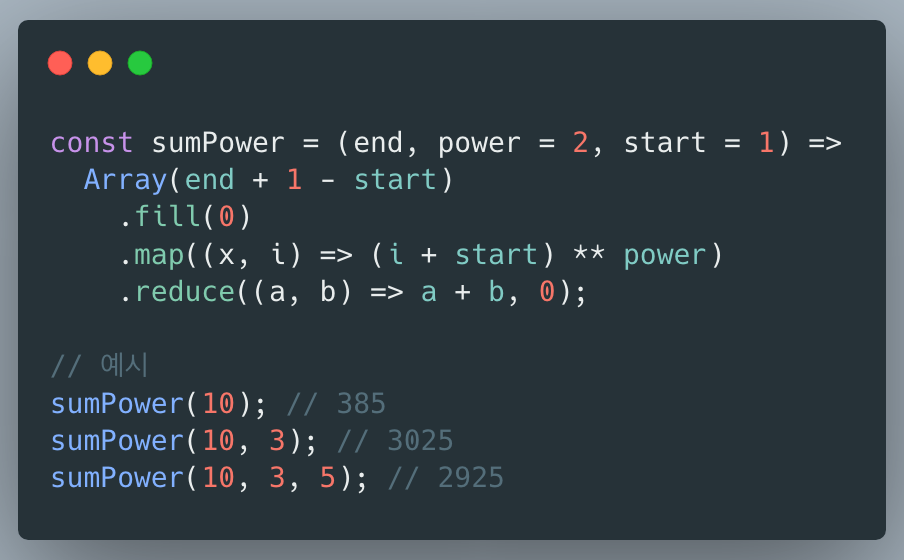 const sumPower = (end, power = 2, start = 1) =>
  Array(end + 1 - start)
    .fill(0)
    .map((x, i) => (i + start) ** power)
    .reduce((a, b) => a + b, 0);

// 예시
sumPower(10); // 385
sumPower(10, 3); // 3025
sumPower(10, 3, 5); // 2925